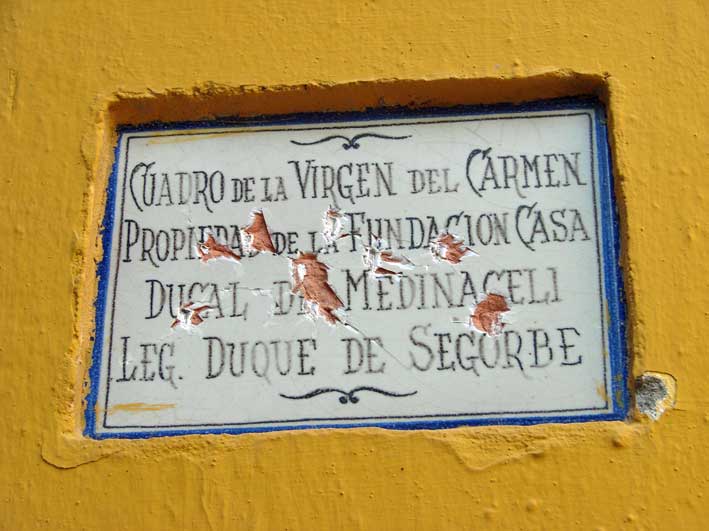 CUADRO DE LA VIRGEN DEL CARMEN
PROPIEDAD DE LA FUNDACION CASA
DUCAL DE MEDINACELI
LEG. DUQUE DE SEGORBE